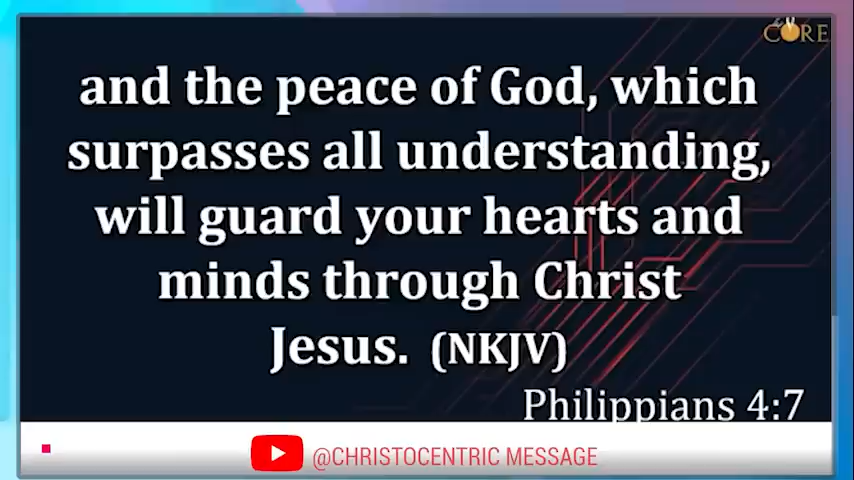 CORE
and the peace of God, which
surpasses all understanding,
will guard your hearts and
minds through Christ
Jesus. (NKJV)
Philippians 4:7
@CHRISTOCENTRIC MESSAGE